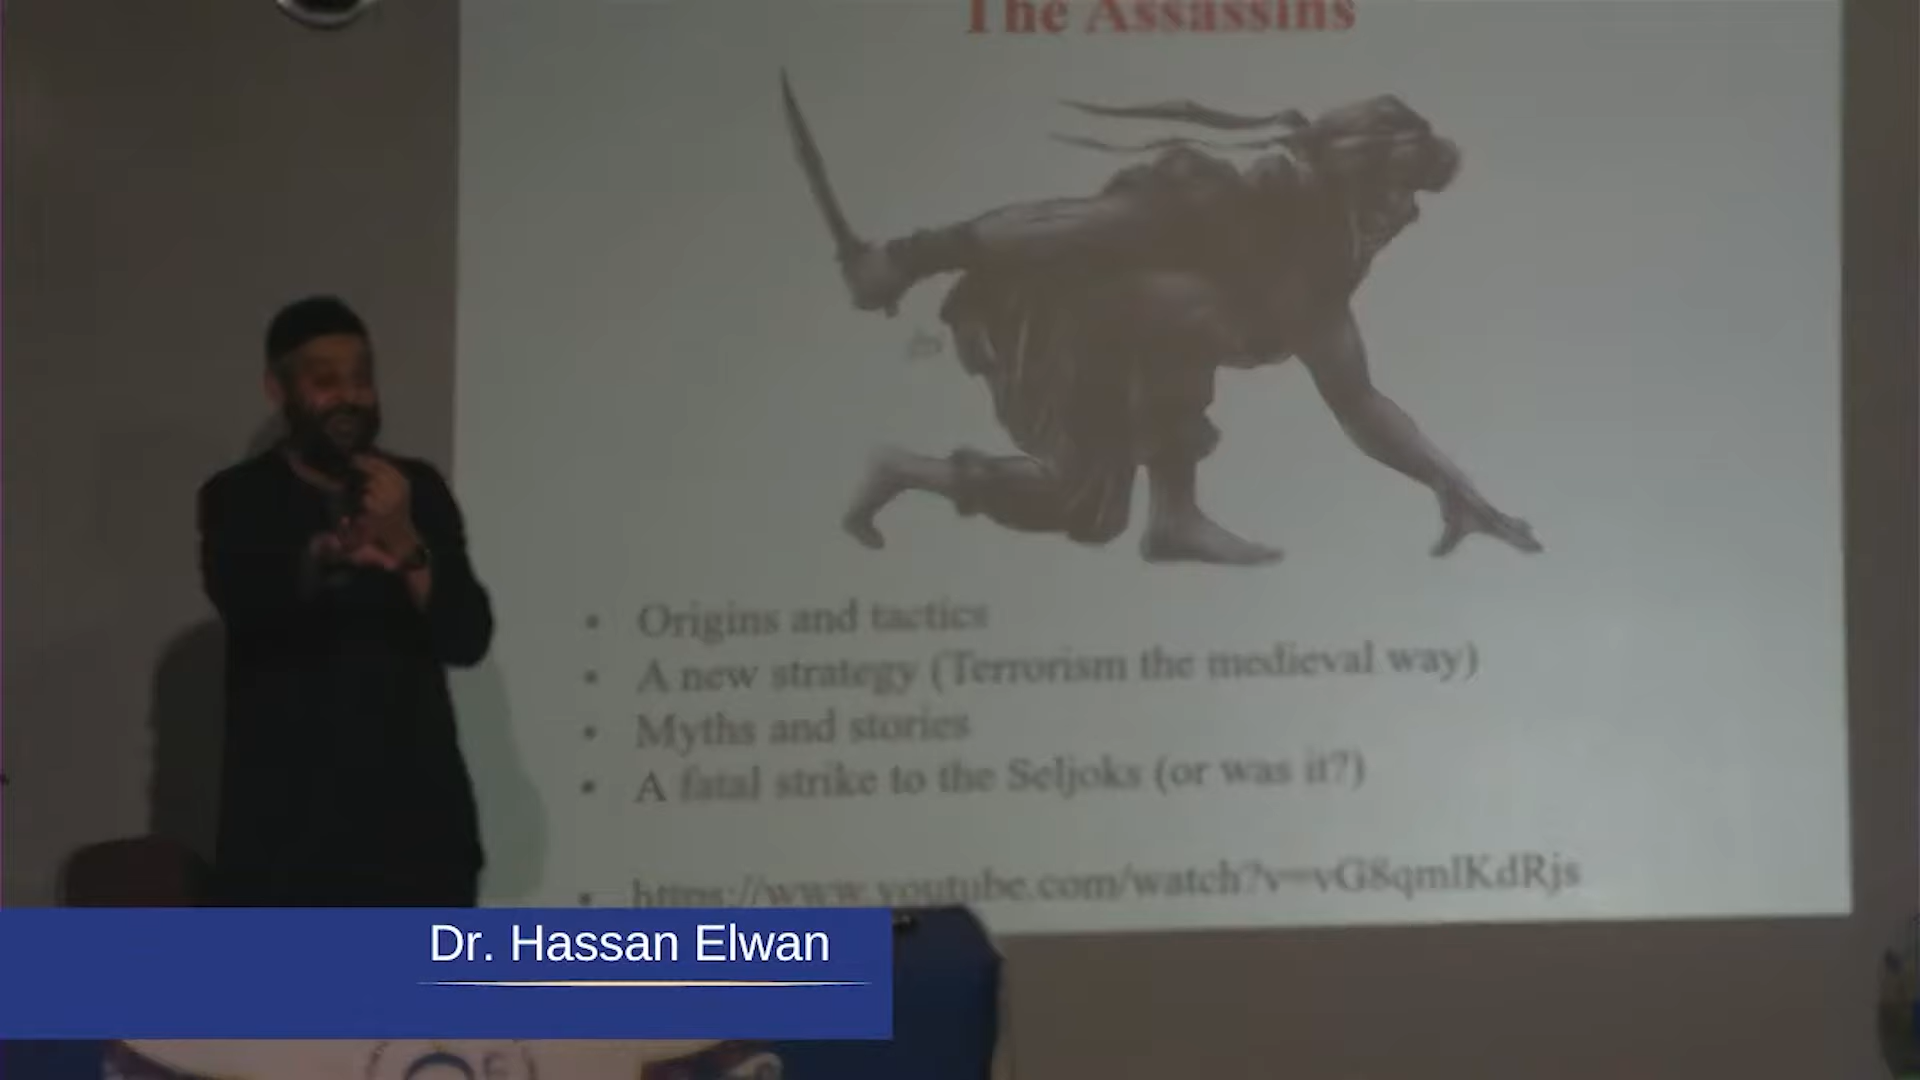 The Assassins
• Origins and tactics
• A new strategy (Terrorism the medieval way)
• Myths and stories
• A fatal strike to the Seljoks (or was it?)
• https://www.youtube.com/watch?v=vG8qmIKdRjs
Dr. Hassan Elwan